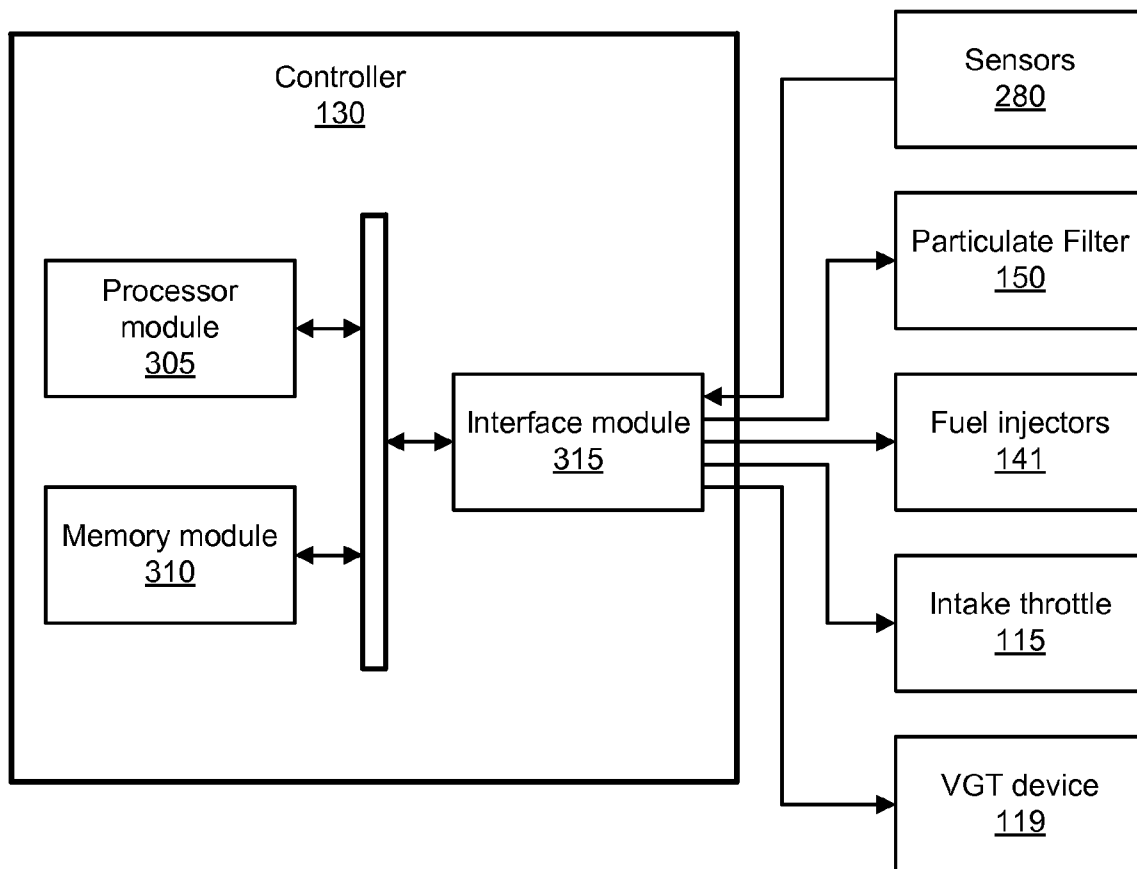 Controller
130
Processor
module
305
Memory module
310
Interface module
315
Sensors
280
Particulate Filter
150
Fuel injectors
141
Intake throttle
115
VGT device
119